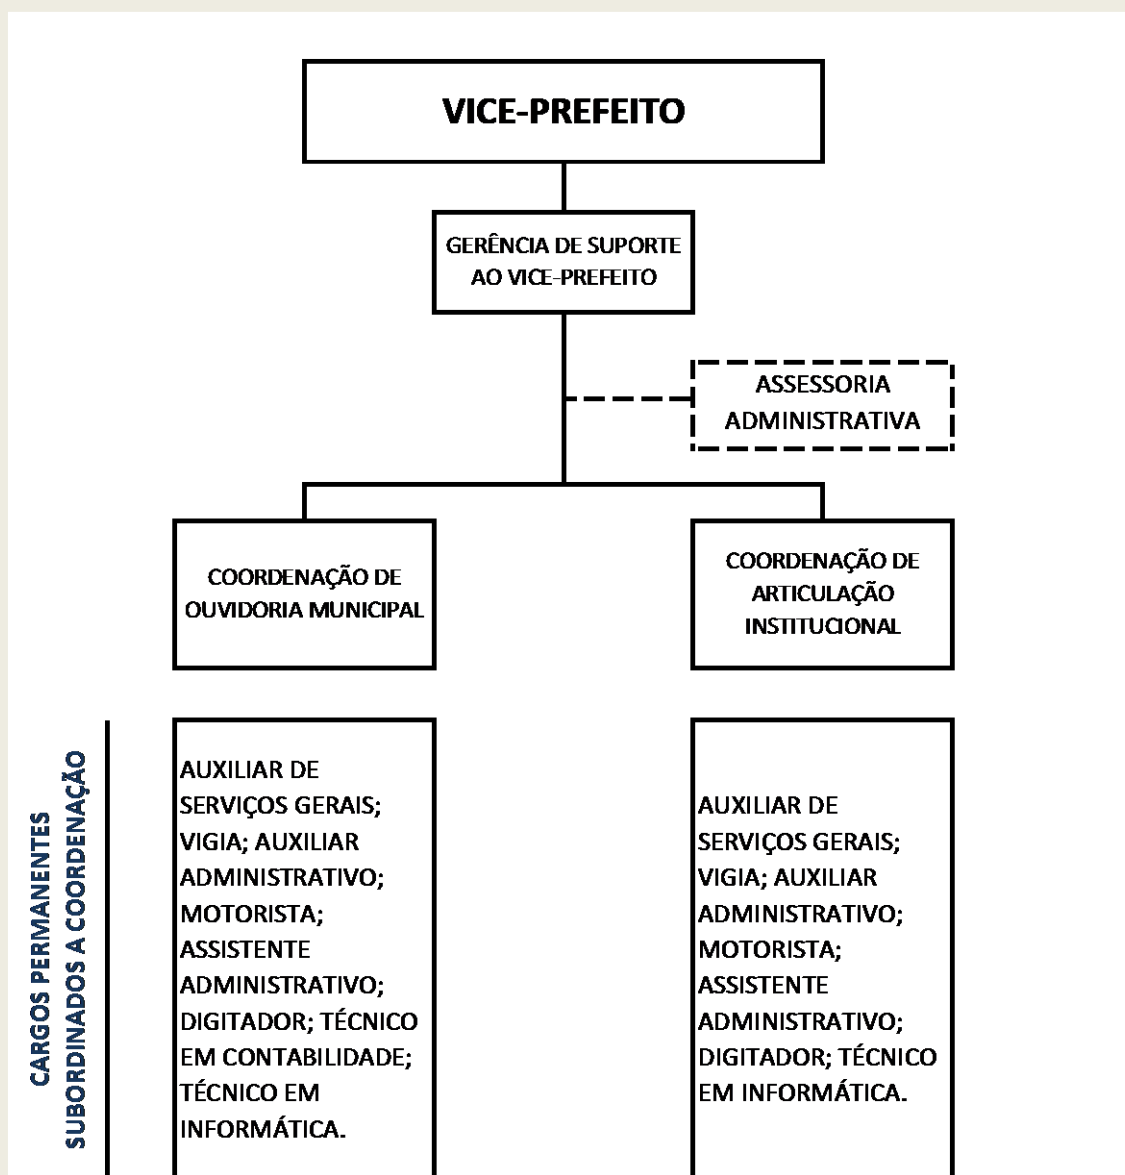 VICE-PREFEITO
GERÊNCIA DE SUPORTE
AO VICE-PREFEITO
ASSESSORIA
ADMINISTRATIVA
COORDENAÇÃO DE
OUVIDORIA MUNICIPAL
COORDENAÇÃO DE
ARTICULAÇÃO
INSTITUCIONAL
CARGOS PERMANENTES
SUBORDINADOS A COORDENAÇÃO
AUXILIAR DE
SERVIÇOS GERAIS;
VIGIA; AUXILIAR
ADMINISTRATIVO;
MOTORISTA;
ASSISTENTE
ADMINISTRATIVO;
DIGITADOR; TÉCNICO
EM CONTABILIDADE;
TÉCNICO EM
INFORMÁTICA.
AUXILIAR DE
SERVIÇOS GERAIS;
VIGIA; AUXILIAR
ADMINISTRATIVO;
MOTORISTA;
ASSISTENTE
ADMINISTRATIVO;
DIGITADOR; TÉCNICO
EM INFORMÁTICA.